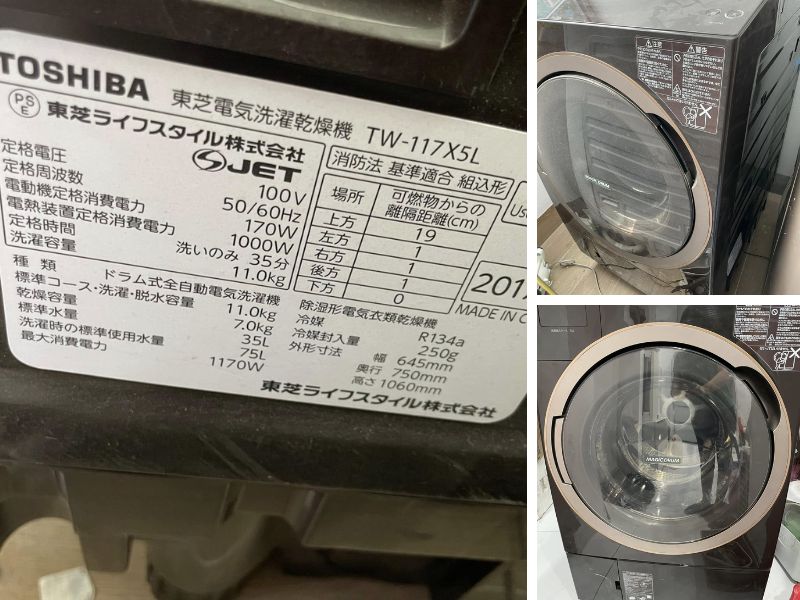 TOSHIBA 東芝電気洗濯乾燥機 TW-117X5L
PSE 東芝ライフスタイル株式会社
JET
定格電圧 100V
定格周波数 50/60Hz
電動機定格消費電力 170W
電熱装置定格消費電力 1000W
定格時間 洗いのみ 35分
洗濯容量 11.0kg
消防法 基準適合 組込形
場所 可燃物からの離隔距離(cm)
上方 19
左方 1
右方 1
後方 1
下方 0
201
MADE IN C
種類 ドラム式全自動電気洗濯機
標準コース・洗濯・脱水容量 11.0kg
乾燥容量 7.0kg
標準水量 35L
洗濯時の標準使用水量 75L
最大消費電力 1170W
除湿形電気衣類乾燥機
冷媒 R134a
冷媒封入量 250g
外形寸法 幅 645mm
奥行 750mm
高さ 1060mm
東芝ライフスタイル株式会社
注意 警告
MAGIC DRUM
MAGIC DRUM